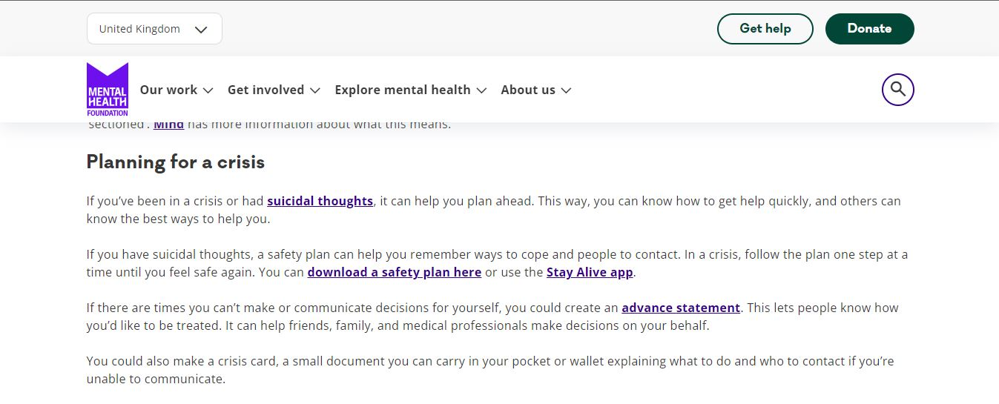 United Kingdom
Get help
Donate
MENTAL
HEALTH
FOUNDATION
Our work
Get involved
Explore mental health
About us
'sectioned'. Mind has more information about what this means.
Planning for a crisis
If you’ve been in a crisis or had suicidal thoughts, it can help you plan ahead. This way, you can know how to get help quickly, and others can
know the best ways to help you.
If you have suicidal thoughts, a safety plan can help you remember ways to cope and people to contact. In a crisis, follow the plan one step at a
time until you feel safe again. You can download a safety plan here or use the Stay Alive app.
If there are times you can’t make or communicate decisions for yourself, you could create an advance statement. This lets people know how
you’d like to be treated. It can help friends, family, and medical professionals make decisions on your behalf.
You could also make a crisis card, a small document you can carry in your pocket or wallet explaining what to do and who to contact if you’re
unable to communicate.